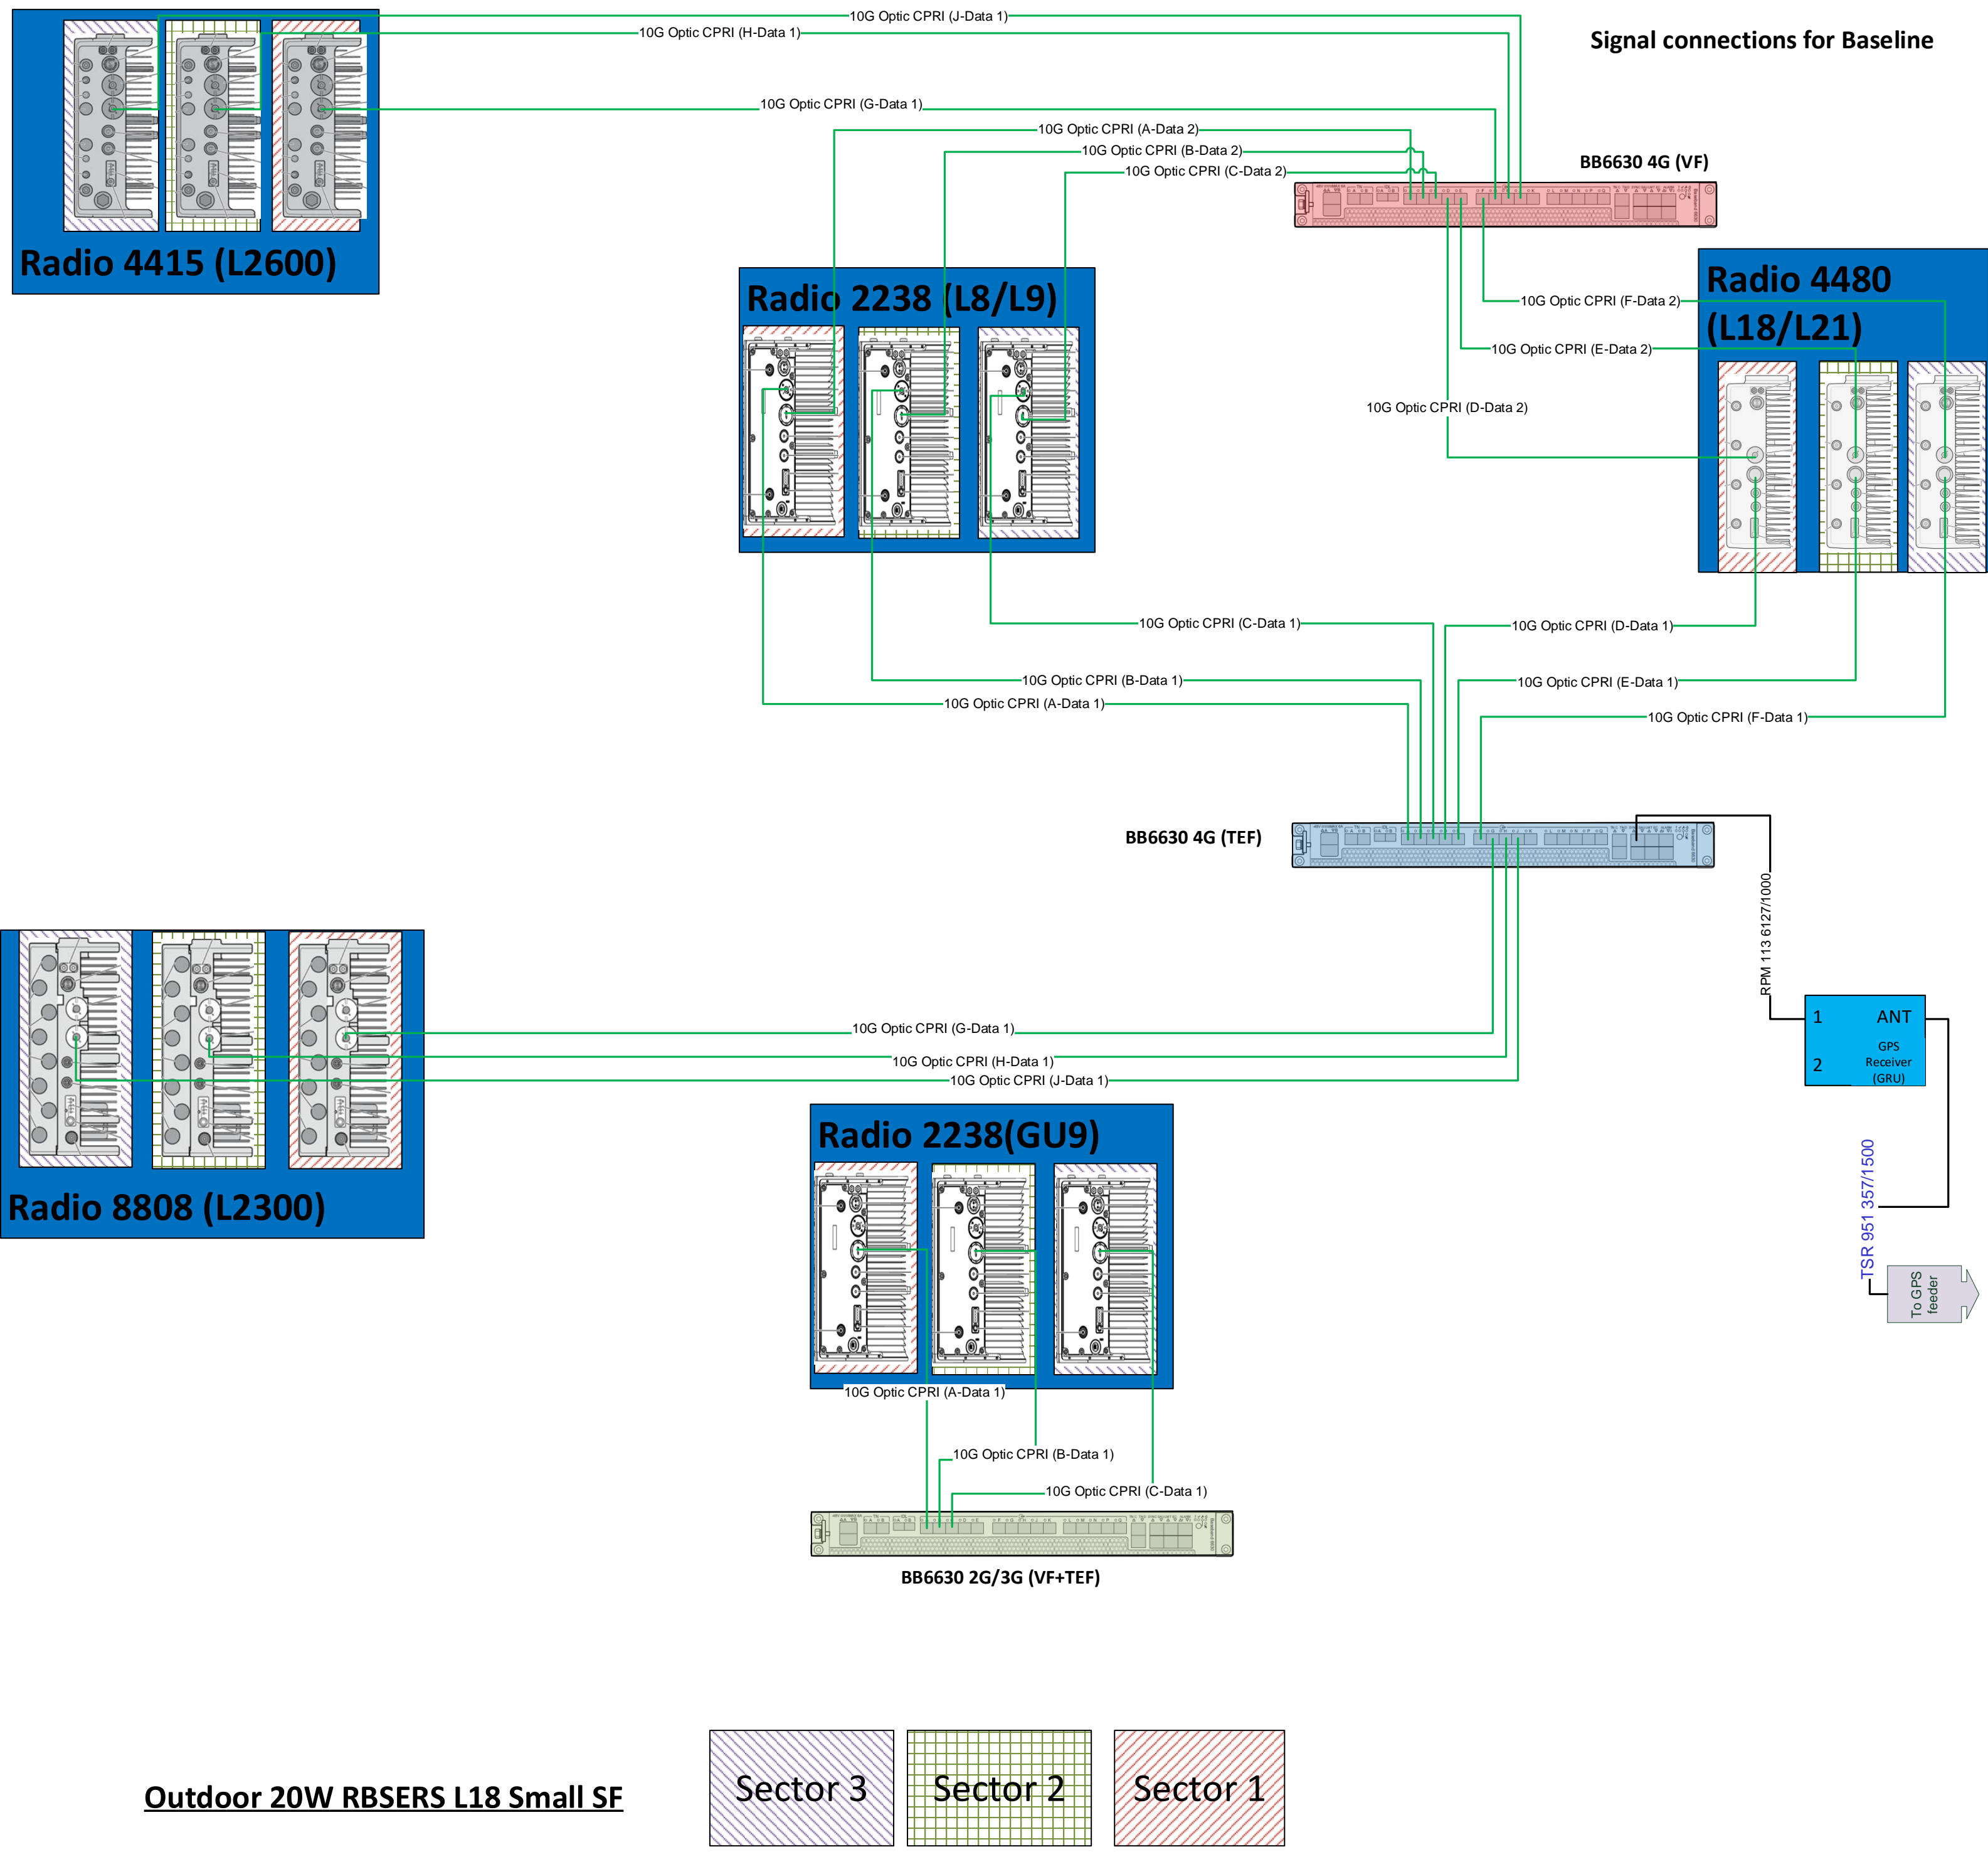 10G Optic CPRI (J-Data 1)
10G Optic CPRI (H-Data 1)
Signal connections for Baseline
10G Optic CPRI (G-Data 1)
10G Optic CPRI (A-Data 2)
10G Optic CPRI (B-Data 2)
10G Optic CPRI (C-Data 2)
BB6630 4G (VF)
Radio 4415 (L2600)
Radio 2238 (L8/L9)
Radio 4480
(L18/L21)
10G Optic CPRI (F-Data 2)
10G Optic CPRI (E-Data 2)
10G Optic CPRI (D-Data 2)
10G Optic CPRI (C-Data 1)
10G Optic CPRI (D-Data 1)
10G Optic CPRI (B-Data 1)
10G Optic CPRI (E-Data 1)
10G Optic CPRI (A-Data 1)
10G Optic CPRI (F-Data 1)
BB6630 4G (TEF)
RPM 113 6127/1000
1
ANT
GPS
Receiver
(GRU)
2
10G Optic CPRI (G-Data 1)
10G Optic CPRI (H-Data 1)
10G Optic CPRI (J-Data 1)
Radio 8808 (L2300)
Radio 2238(GU9)
TSR 951 357/1500
To GPS
feeder
10G Optic CPRI (A-Data 1)
10G Optic CPRI (B-Data 1)
10G Optic CPRI (C-Data 1)
BB6630 2G/3G (VF+TEF)
Outdoor 20W RBSERS L18 Small SF
Sector 3
Sector 2
Sector 1